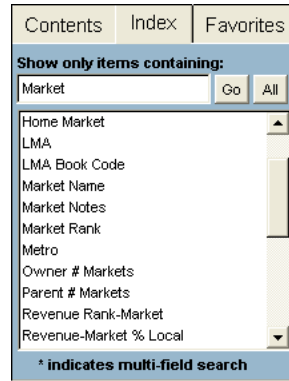 Contents Index Favorites
Show only items containing:
Market Go All
Home Market
LMA
LMA Book Code
Market Name
Market Notes
Market Rank
Metro
Owner # Markets
Parent # Markets
Revenue Rank-Market
Revenue-Market % Local
* indicates multi-field search